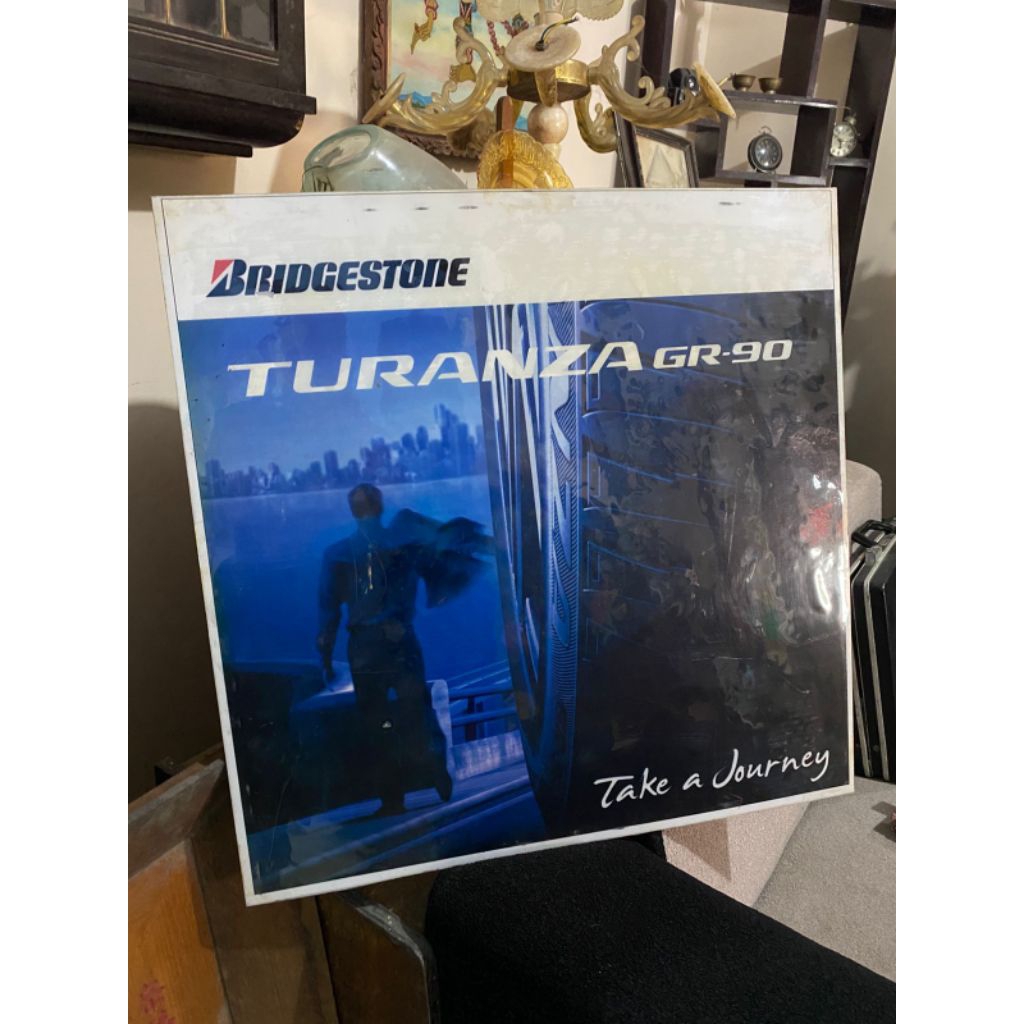 BRIDGESTONE
TURANZA GR-90
Take a Journey